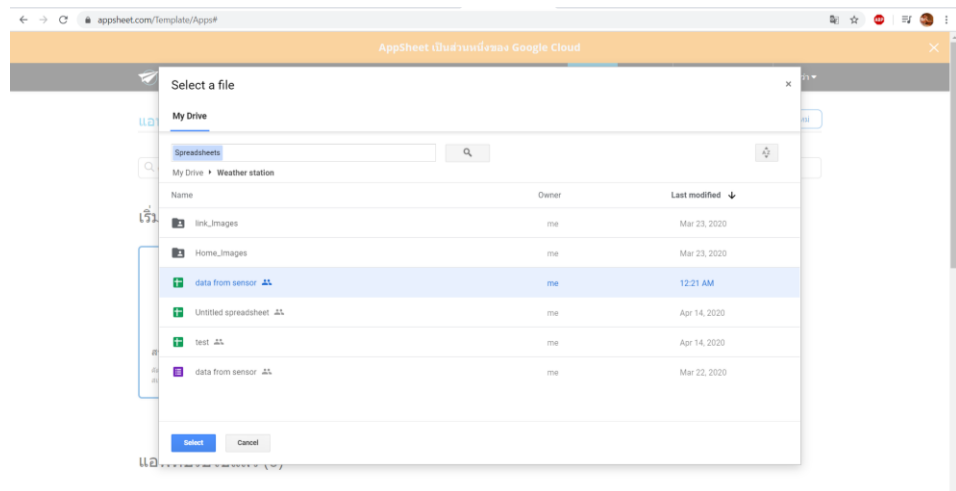 appsheet.com/Template/Apps#
AppSheet เป็นส่วนหนึ่งของ Google Cloud
Select a file
My Drive
Spreadsheets
My Drive Weather station
Name Owner Last modified
link_Images me Mar 23, 2020
Home_Images me Mar 23, 2020
data from sensor me 12:21 AM
Untitled spreadsheet me Apr 14, 2020
test me Apr 14, 2020
data from sensor me Mar 22, 2020
Select Cancel